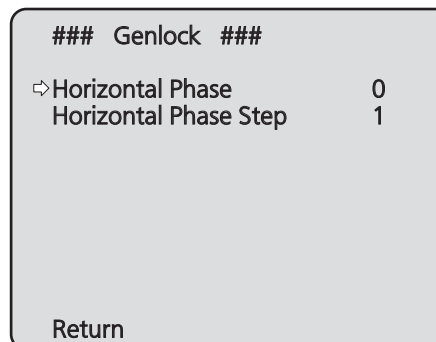 ### Genlock ###
⇨Horizontal Phase 0
Horizontal Phase Step 1
Return